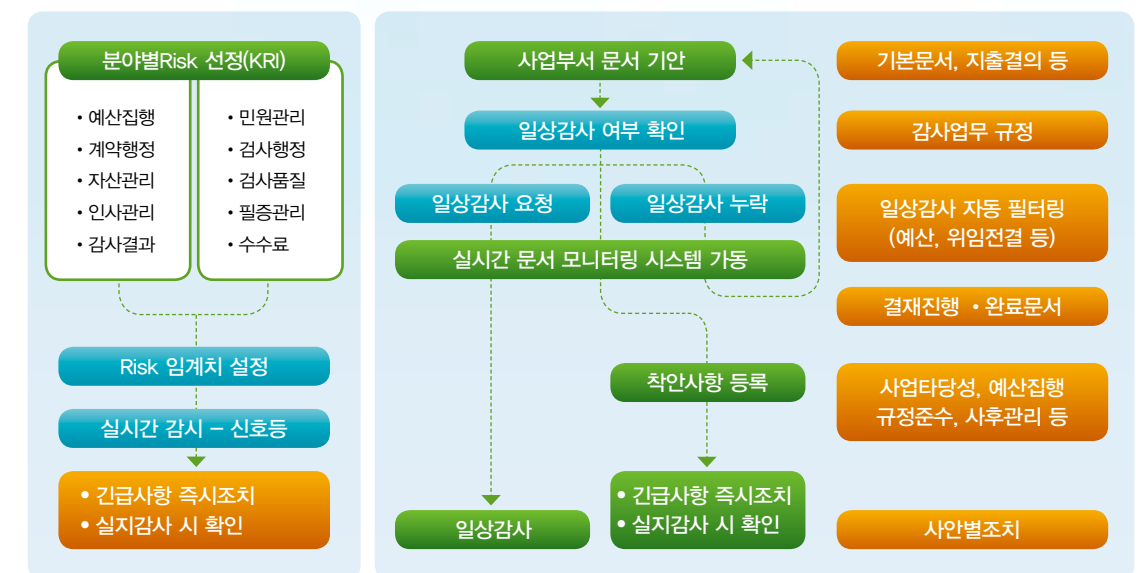 분야별Risk 선정(KRI)
• 예산집행
• 계약행정
• 자산관리
• 인사관리
• 감사결과
• 민원관리
• 검사행정
• 검사품질
• 필증관리
• 수수료
Risk 임계치 설정
실시간 감시 – 신호등
• 긴급사항 즉시조치
• 실지감사 시 확인
사업부서 문서 기안
일상감사 여부 확인
일상감사 요청
일상감사 누락
실시간 문서 모니터링 시스템 가동
착안사항 등록
일상감사
• 긴급사항 즉시조치
• 실지감사 시 확인
기본문서, 지출결의 등
감사업무 규정
일상감사 자동 필터링
(예산, 위임전결 등)
결재진행 • 완료문서
사업타당성, 예산집행
규정준수, 사후관리 등
사안별조치